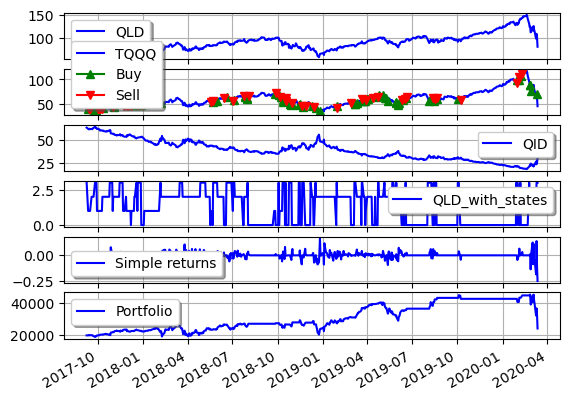 150
100
QLD
TQQQ
Buy
Sell
100
50
50
25
QID
2.5
0.0
QLD_with_states
0.00
−0.25
Simple returns
40000
20000
Portfolio
2017-10
2018-01
2018-04
2018-07
2018-10
2019-01
2019-04
2019-07
2019-10
2020-01
2020-04